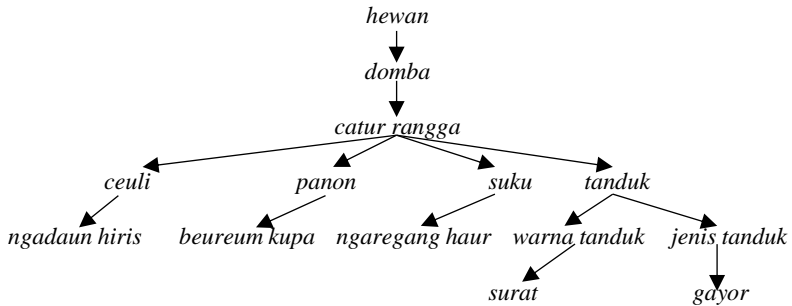 hewan
domba
catur rangga
ceuli panon suku tanduk
ngadaun hiris beureum kupa ngaregang haur warna tanduk jenis tanduk
surat gayor